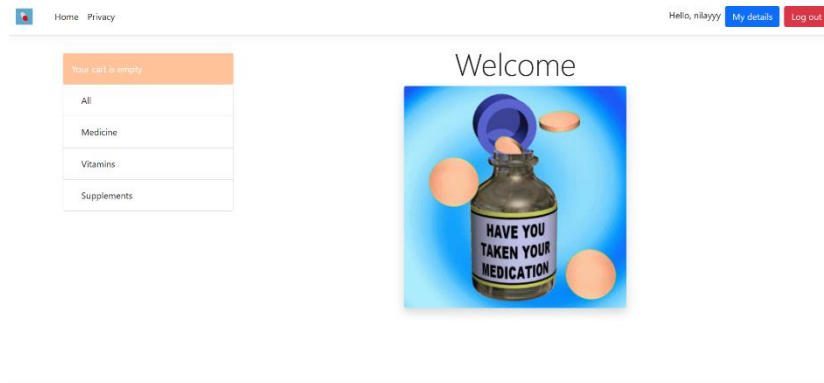 Home Privacy
Hello, nilayyy My details Log out
Your cart is empty
All
Medicine
Vitamins
Supplements
Welcome
HAVE YOU
TAKEN YOUR
MEDICATION